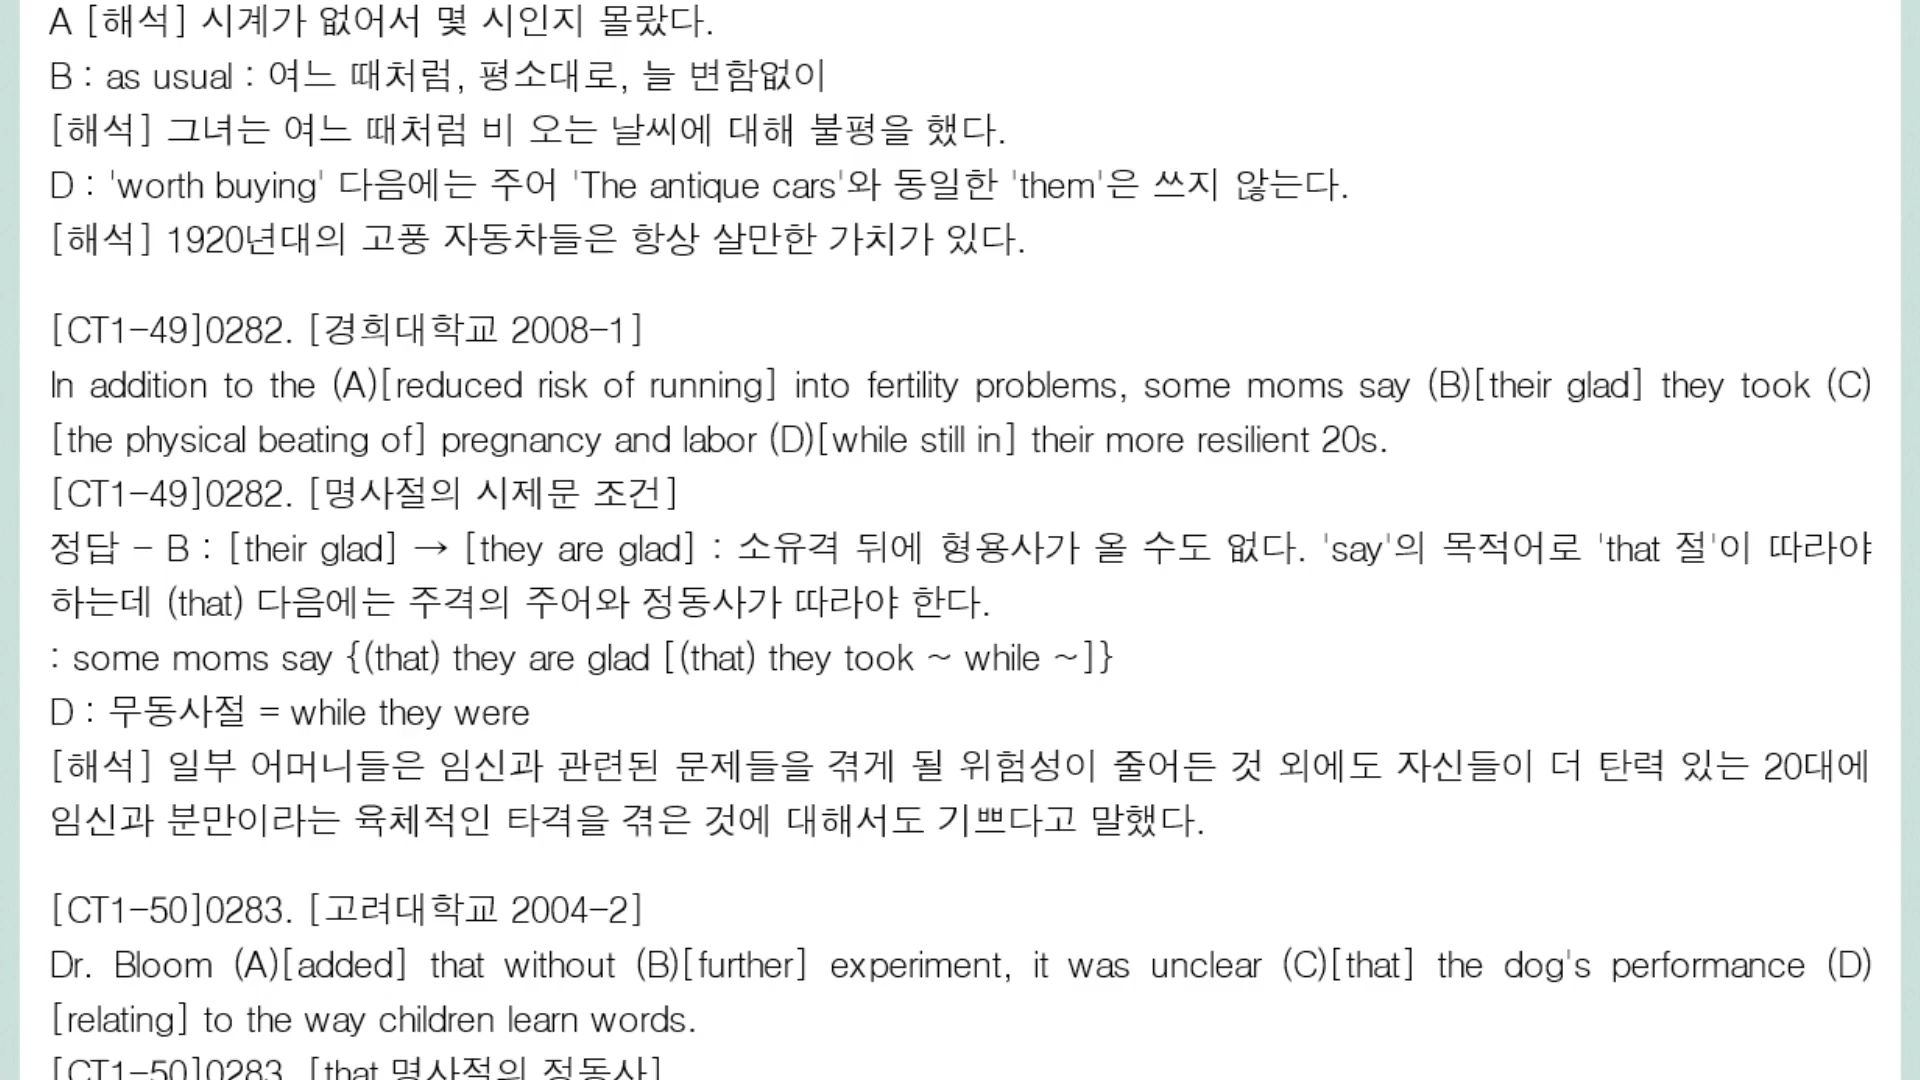 A [해석] 시계가 없어서 몇 시인지 몰랐다.
B : as usual : 여느 때처럼, 평소대로, 늘 변함없이
[해석] 그녀는 여느 때처럼 비 오는 날씨에 대해 불평을 했다.
D : 'worth buying' 다음에는 주어 'The antique cars'와 동일한 'them'은 쓰지 않는다.
[해석] 1920년대의 고풍 자동차들은 항상 살만한 가치가 있다.
[CT1-49]0282. [경희대학교 2008-1]
In addition to the (A)[reduced risk of running] into fertility problems, some moms say (B)[their glad] they took (C)
[the physical beating of] pregnancy and labor (D)[while still in] their more resilient 20s.
[CT1-49]0282. [명사절의 시제문 조건]
정답 - B : [their glad] → [they are glad] : 소유격 뒤에 형용사가 올 수도 없다. 'say'의 목적어로 'that 절'이 따라야
하는데 (that) 다음에는 주격의 주어와 정동사가 따라야 한다.
: some moms say {(that) they are glad [(that) they took ~ while ~]}
D : 무동사절 = while they were
[해석] 일부 어머니들은 임신과 관련된 문제들을 겪게 될 위험성이 줄어든 것 외에도 자신들이 더 탄력 있는 20대에
임신과 분만이라는 육체적인 타격을 겪은 것에 대해서도 기쁘다고 말했다.
[CT1-50]0283. [고려대학교 2004-2]
Dr. Bloom (A)[added] that without (B)[further] experiment, it was unclear (C)[that] the dog's performance (D)
[relating] to the way children learn words.
[CT1-50]0283. [that 명사절의 정동사]